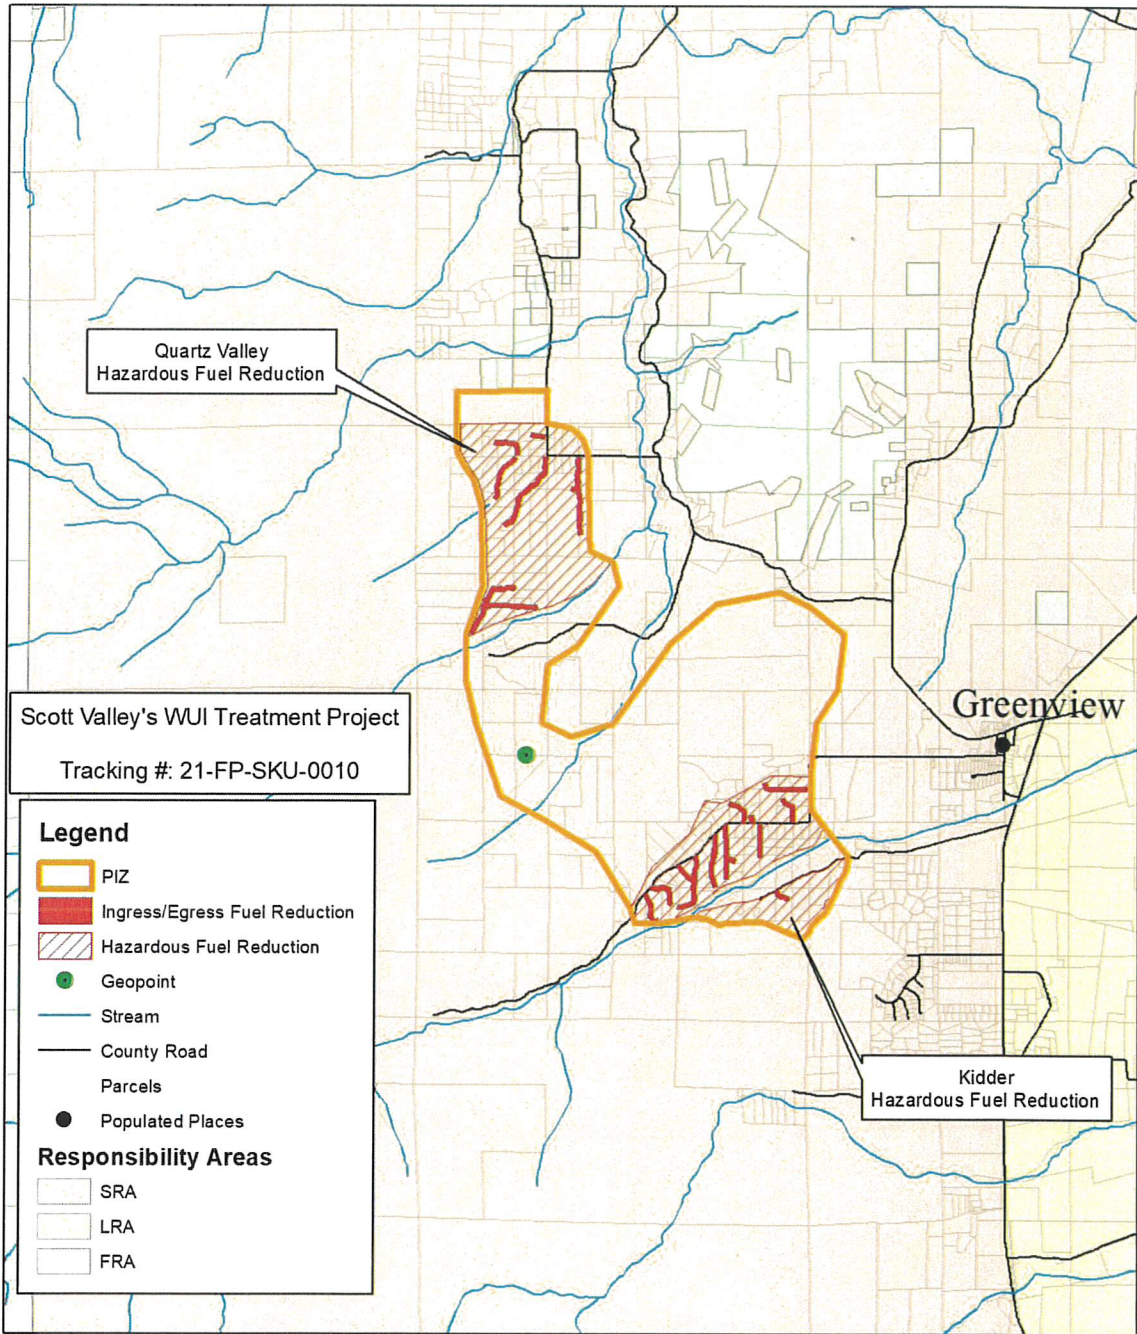 Quartz Valley
Hazardous Fuel Reduction
Greenview
Scott Valley's WUI Treatment Project
Tracking #: 21-FP-SKU-0010
Legend
PIZ
Ingress/Egress Fuel Reduction
Hazardous Fuel Reduction
Geopoint
Stream
County Road
Parcels
Populated Places
Responsibility Areas
SRA
LRA
FRA
Kidder
Hazardous Fuel Reduction